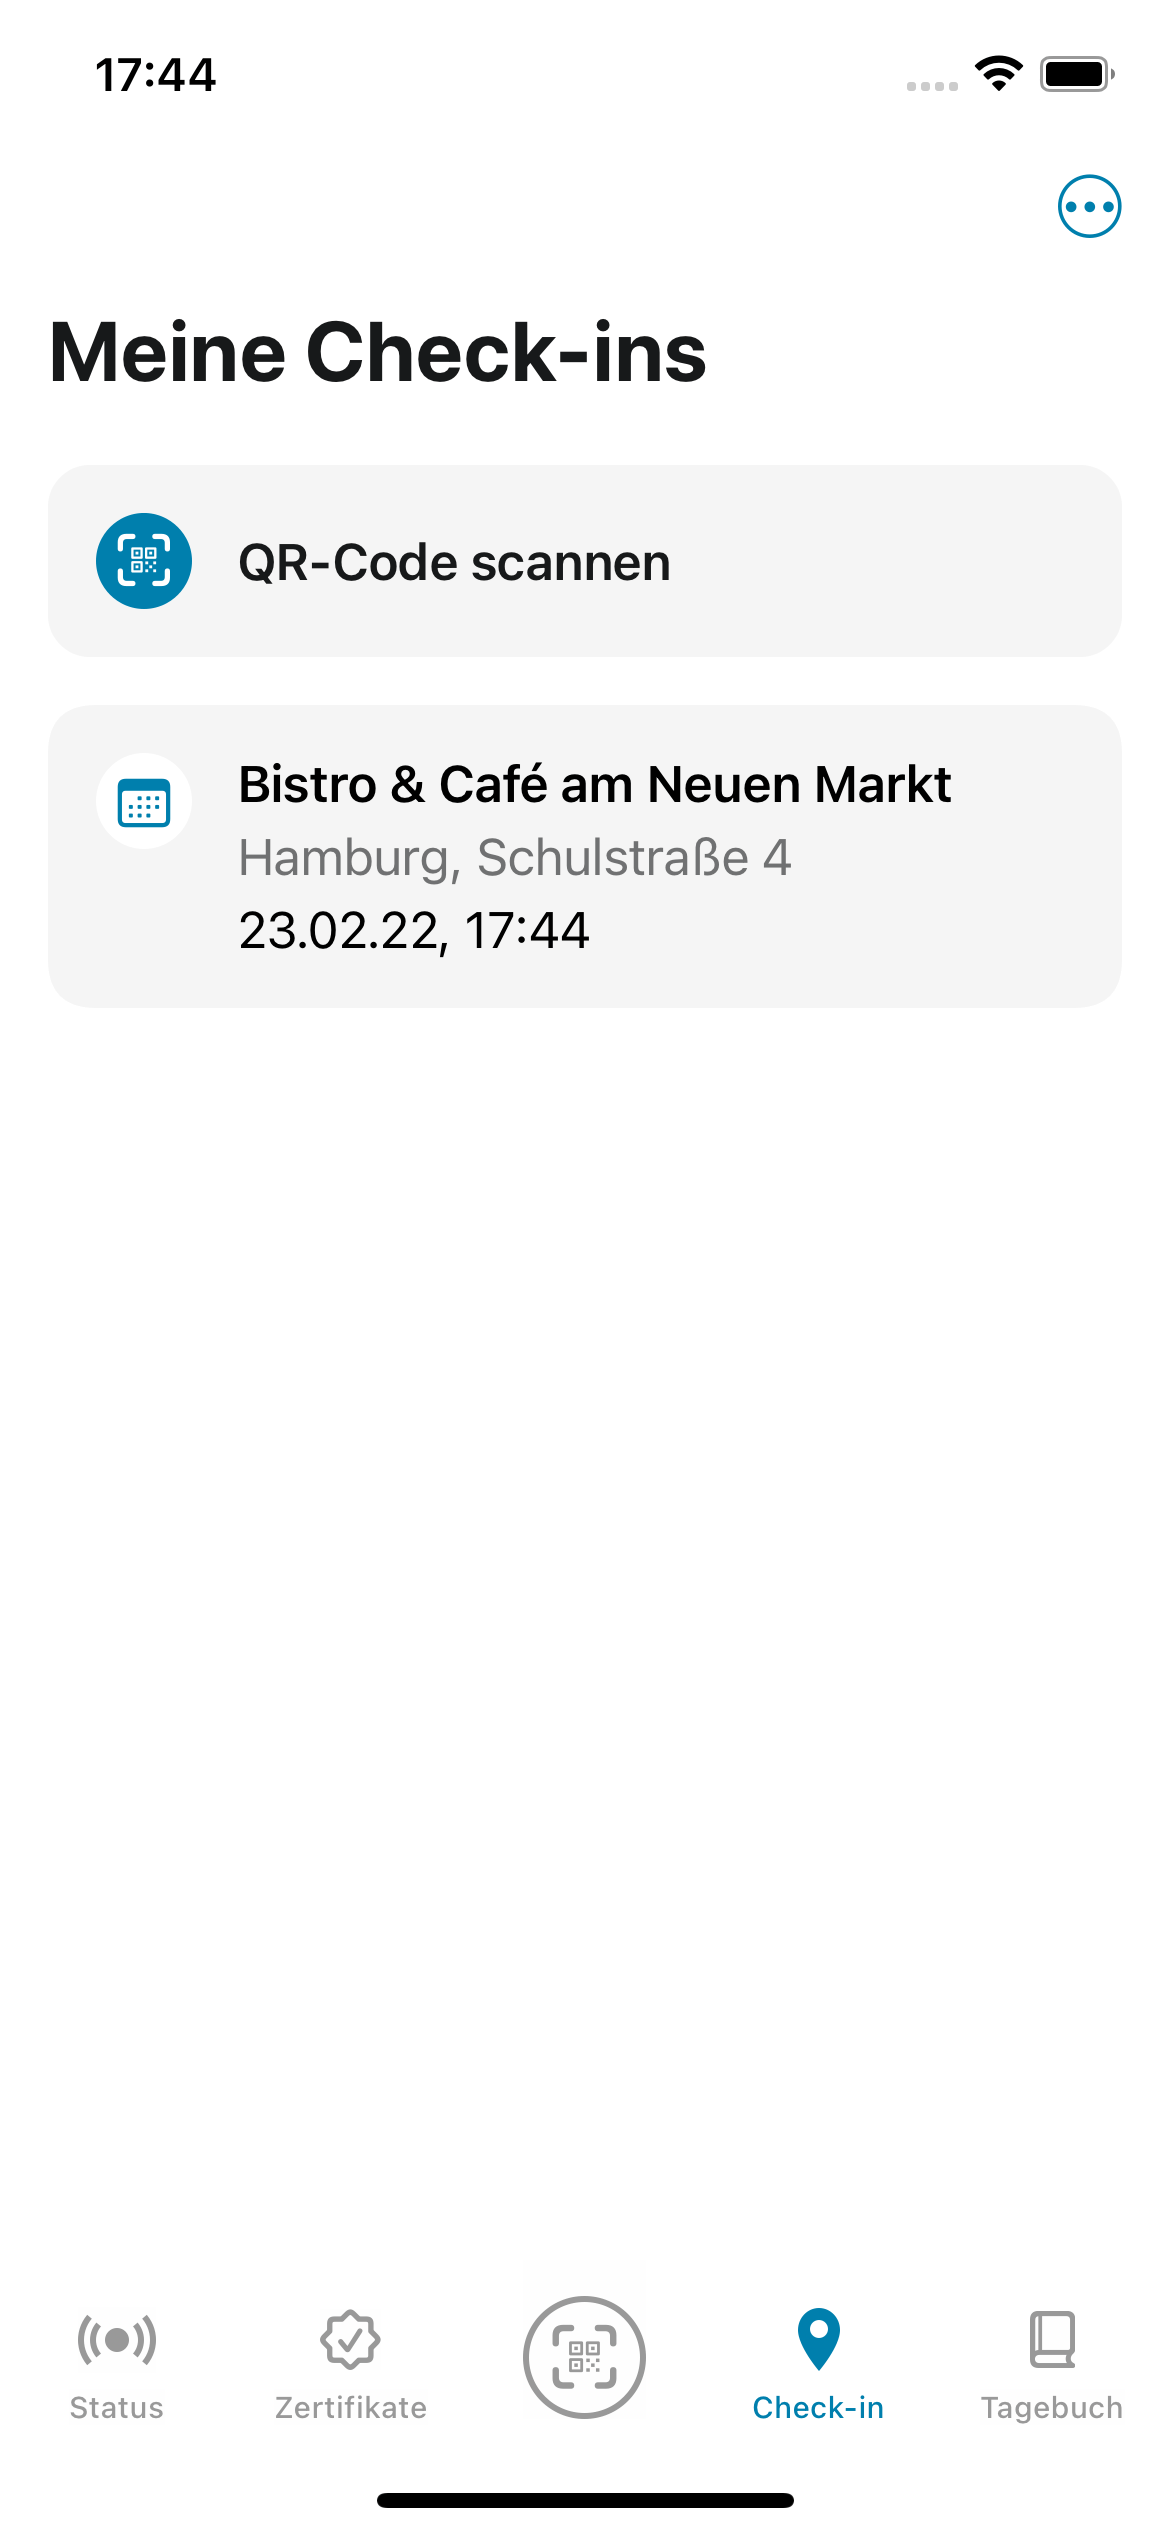 17:44
Meine Check-ins
QR-Code scannen
Bistro & Café am Neuen Markt
Hamburg, Schulstraße 4
23.02.22, 17:44
Status
Zertifikate
Check-in
Tagebuch